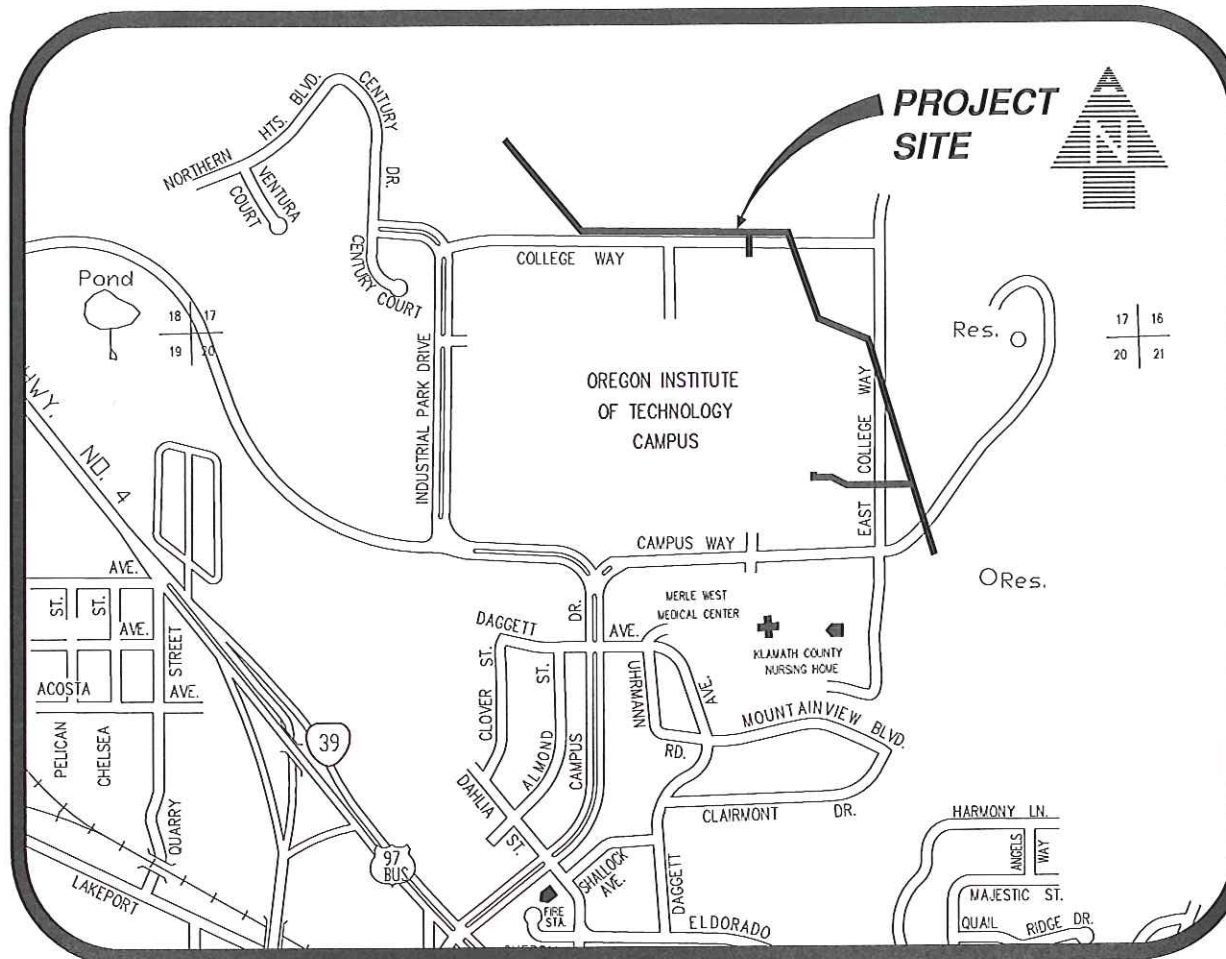 PROJECT
SITE
N
NORTHERN HTS. BLVD.
CENTURY DR.
VENTURA
COURT
CENTURY COURT
COLLEGE WAY
Pond
18 17
19 20
Res.
17 16
20 21
INDUSTRIAL PARK DRIVE
OREGON INSTITUTE
OF TECHNOLOGY
CAMPUS
EAST COLLEGE WAY
HWY. NO. 4
CAMPUS WAY
Res.
AVE.
ST.
ST.
AVE.
STREET
ACOSTA AVE.
PELICAN
CHELSEA
QUARRY
LAKEPORT
39
97
BUS
MERLE WEST
MEDICAL CENTER
KLAMATH COUNTY
NURSING HOME
DAGGETT AVE.
DR.
CAMPUS
CLOVER ST.
ALMOND ST.
DAHLIA ST.
UHRMANN
RD.
AVE.
MOUNTAINVIEW BLVD.
CLAIRMONT DR.
SHALLOCK
AVE.
DAGGETT
ELDORADO
FIRE
STA.
HARMONY LN.
ANGELS
WAY
MAJESTIC ST.
QUAIL RIDGE DR.